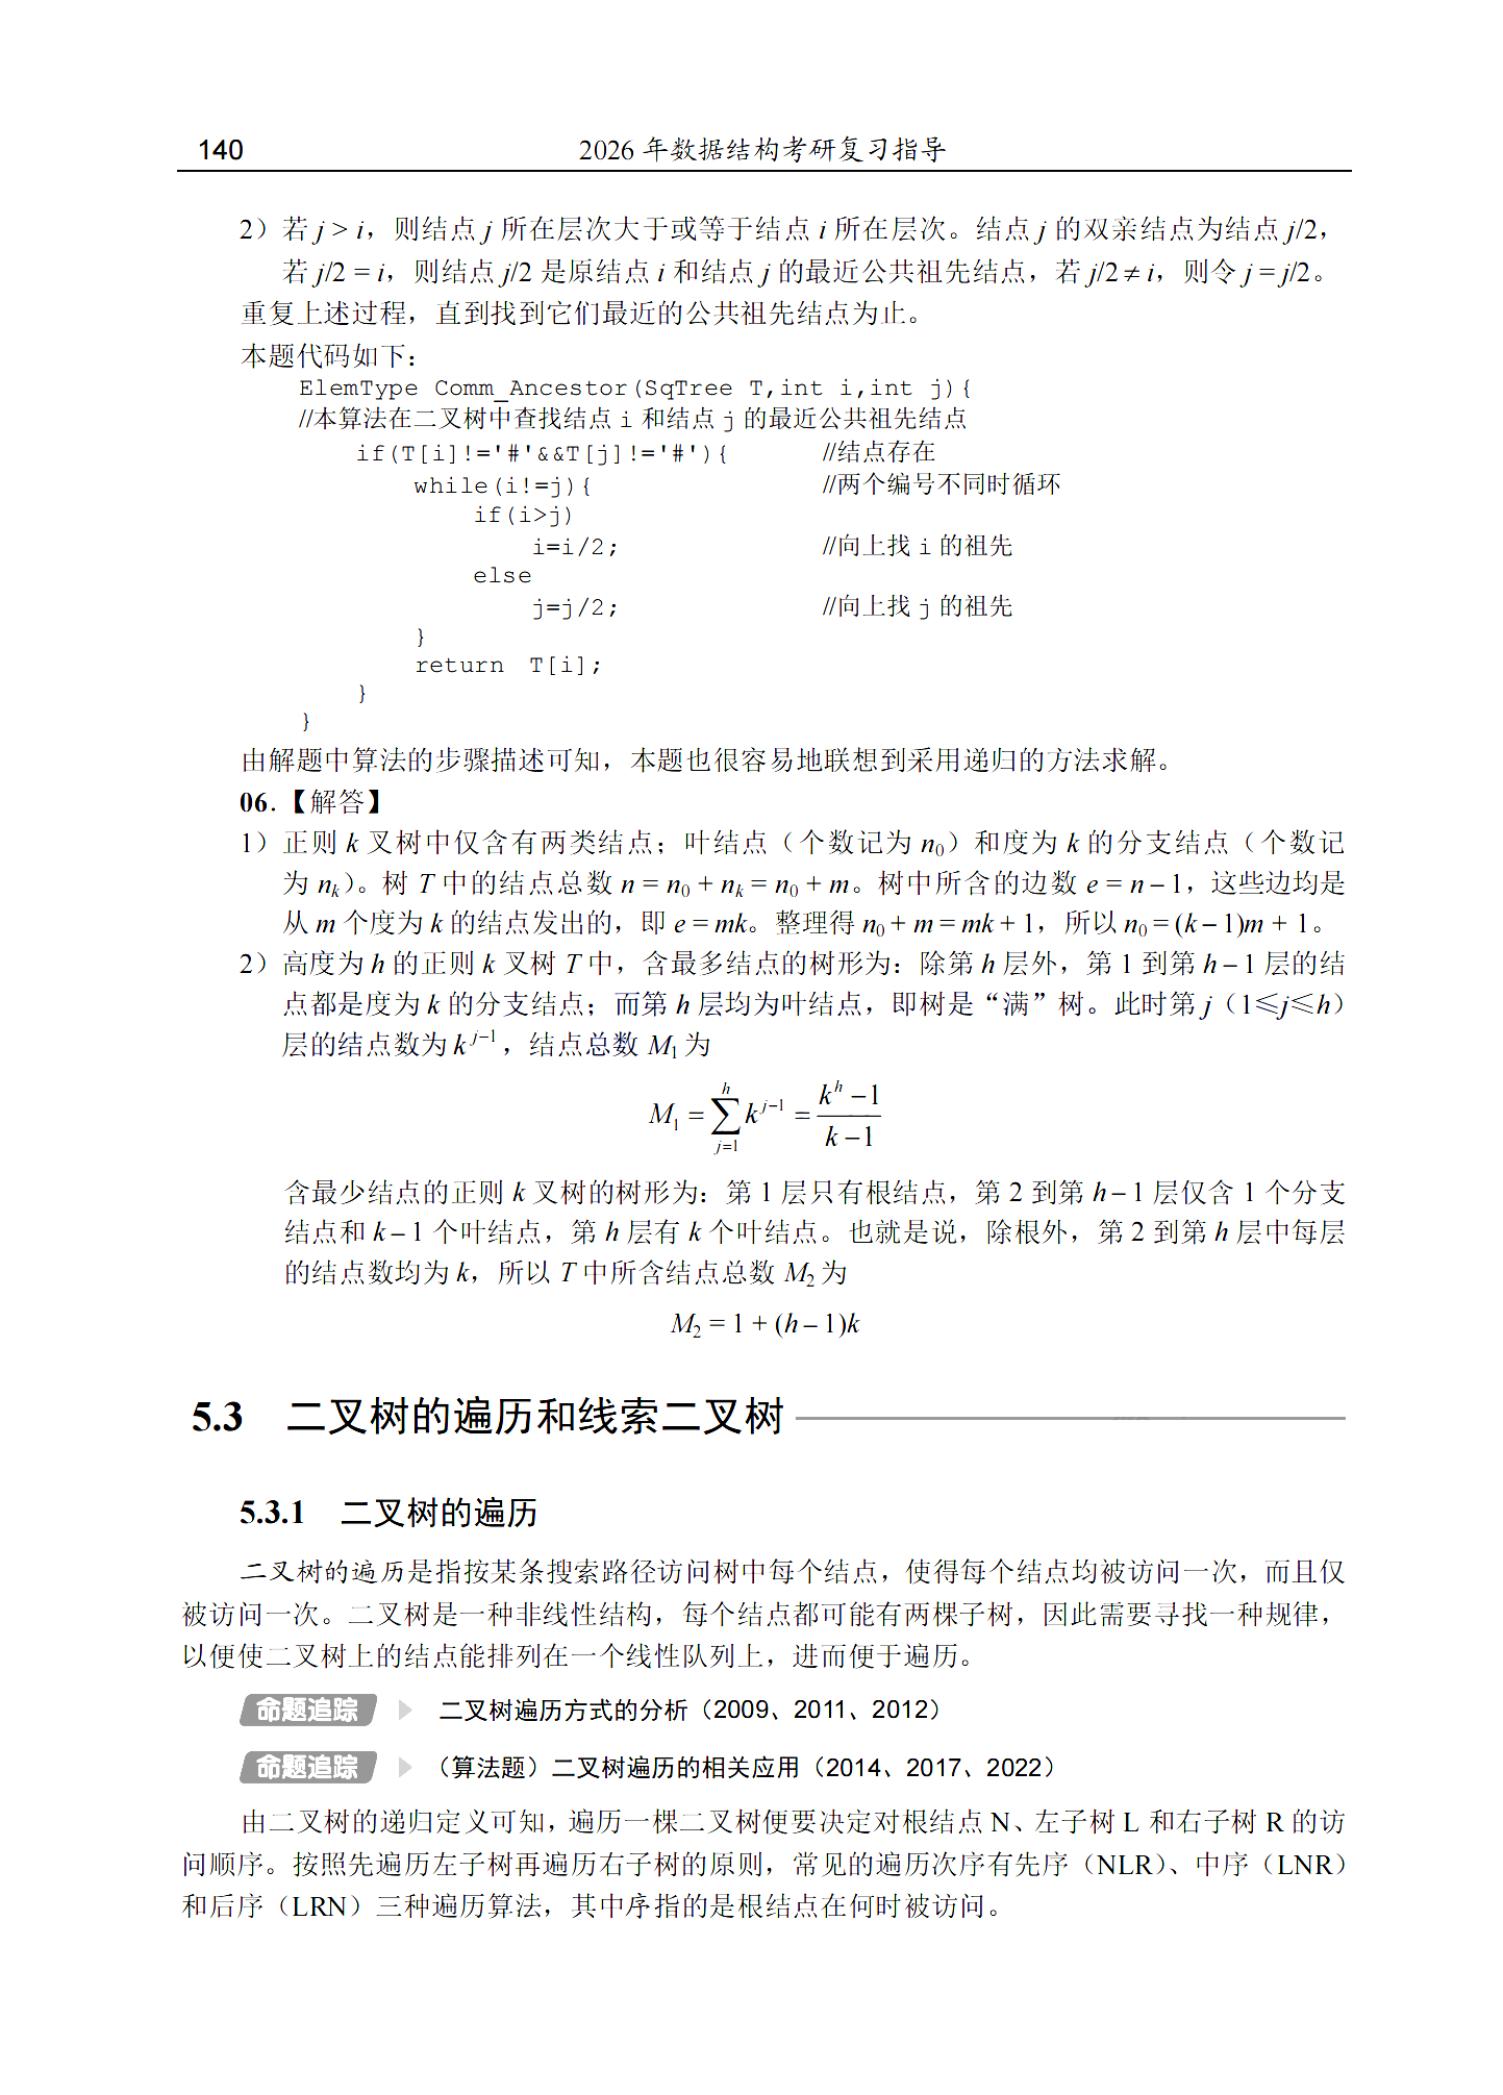 140 2026 年数据结构考研复习指导
2）若 j > i，则结点 j 所在层次大于或等于结点 i 所在层次。结点 j 的双亲结点为结点 j/2，
若 j/2 = i，则结点 j/2 是原结点 i 和结点 j 的最近公共祖先结点，若 j/2 ≠ i，则令 j = j/2。
重复上述过程，直到找到它们最近的公共祖先结点为止。
本题代码如下：
ElemType Comm_Ancestor(SqTree T,int i,int j){
//本算法在二叉树中查找结点 i 和结点 j 的最近公共祖先结点
if(T[i]!='#'&&T[j]!='#'){ //结点存在
while(i!=j){ //两个编号不同时循环
if(i>j)
i=i/2; //向上找 i 的祖先
else
j=j/2; //向上找 j 的祖先
}
return T[i];
}
}
由解题中算法的步骤描述可知，本题也很容易地联想到采用递归的方法求解。
06.【解答】
1）正则 k 叉树中仅含有两类结点；叶结点（个数记为 n₀）和度为 k 的分支结点（个数记
为 nₖ）。树 T 中的结点总数 n = n₀ + nₖ = n₀ + m。树中所含的边数 e = n – 1，这些边均是
从 m 个度为 k 的结点发出的，即 e = mk。整理得 n₀ + m = mk + 1，所以 n₀ = (k – 1)m + 1。
2）高度为 h 的正则 k 叉树 T 中，含最多结点的树形为：除第 h 层外，第 1 到第 h – 1 层的结
点都是度为 k 的分支结点；而第 h 层均为叶结点，即树是“满”树。此时第 j（1≤j≤h）
层的结点数为 k^{j–1}，结点总数 M₁ 为
M₁ = ∑_{j=1}^{h} k^{j–1} = (k^h – 1)/(k – 1)
含最少结点的正则 k 叉树的树形为：第 1 层只有根结点，第 2 到第 h – 1 层仅含 1 个分支
结点和 k – 1 个叶结点，第 h 层有 k 个叶结点。也就是说，除根外，第 2 到第 h 层中每层
的结点数均为 k，所以 T 中所含结点总数 M₂ 为
M₂ = 1 + (h – 1)k
5.3 二叉树的遍历和线索二叉树
5.3.1 二叉树的遍历
二叉树的遍历是指按某条搜索路径访问树中每个结点，使得每个结点均被访问一次，而且仅
被访问一次。二叉树是一种非线性结构，每个结点都可能有两棵子树，因此需要寻找一种规律，
以便使二叉树上的结点能排列在一个线性队列上，进而便于遍历。
命题追踪 二叉树遍历方式的分析（2009、2011、2012）
命题追踪 （算法题）二叉树遍历的相关应用（2014、2017、2022）
由二叉树的递归定义可知，遍历一棵二叉树便要决定对根结点 N、左子树 L 和右子树 R 的访
问顺序。按照先遍历左子树再遍历右子树的原则，常见的遍历次序有先序（NLR）、中序（LNR）
和后序（LRN）三种遍历算法，其中序指的是根结点在何时被访问。